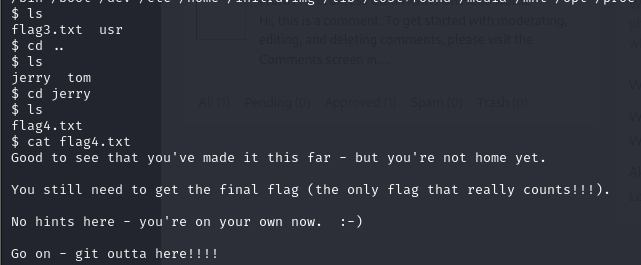 /bin /boot /dev /etc /home /initrd.img /lib /lost+found /media /mnt /opt /proc
$ ls
flag3.txt  usr
$ cd ..
$ ls
jerry  tom
$ cd jerry
$ ls
flag4.txt
$ cat flag4.txt
Good to see that you've made it this far - but you're not home yet.
You still need to get the final flag (the only flag that really counts!!!).
No hints here - you're on your own now.  :-)
Go on - git outta here!!!!
Hi, this is a comment. To get started with moderating,
editing, and deleting comments, please visit the
Comments screen in...
All (1) Pending (0) Approved (1) Spam (0) Trash (0)